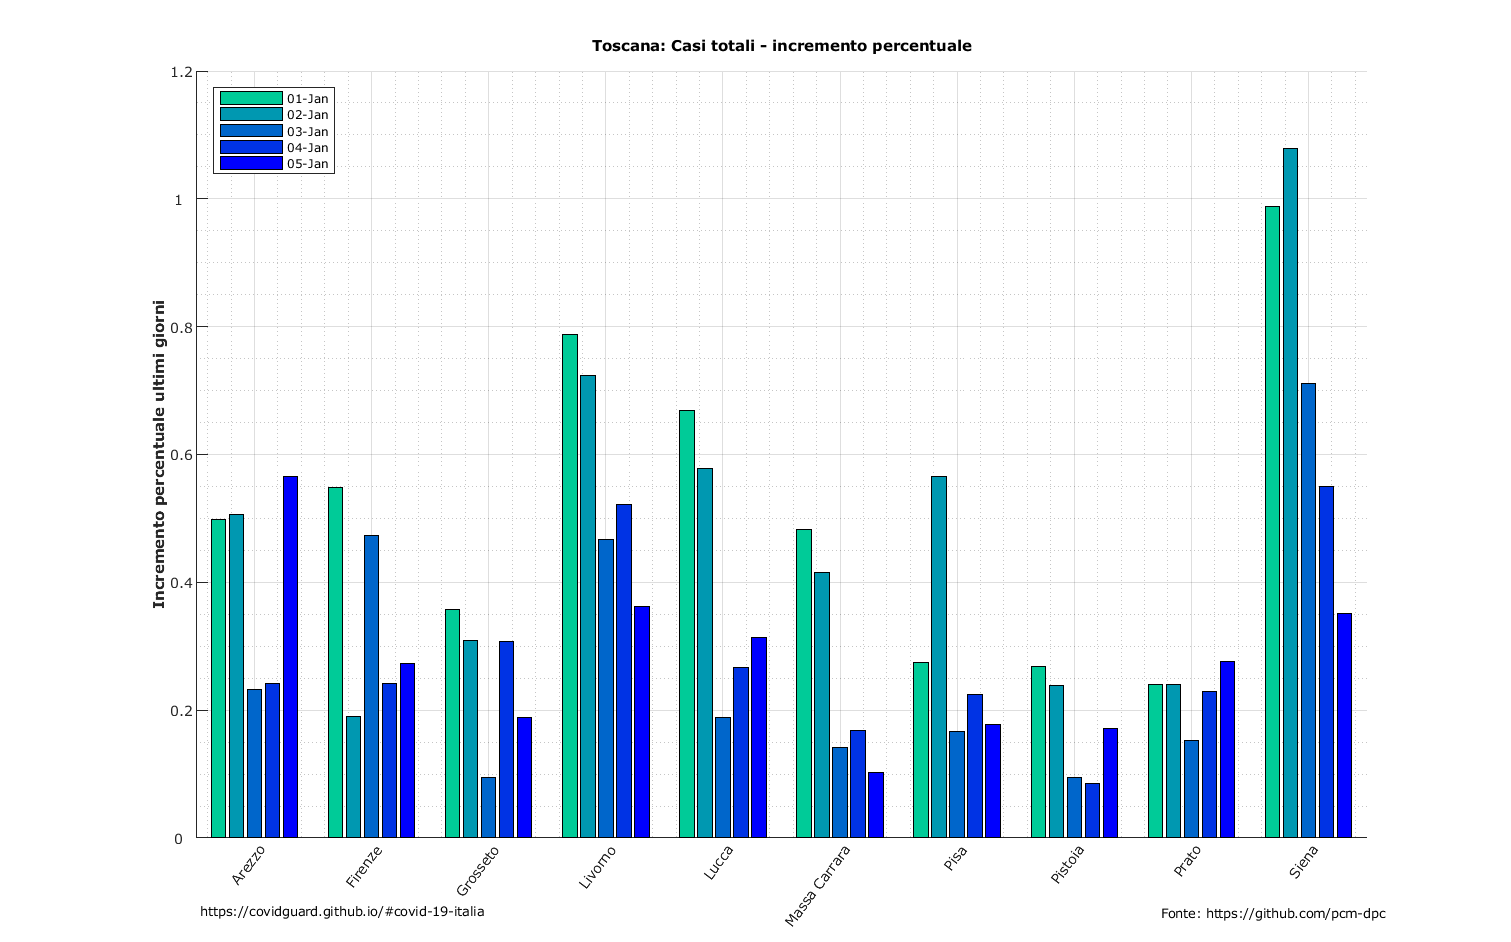 Toscana: Casi totali - incremento percentuale
Incremento percentuale ultimi giorni
1.2
1
0.8
0.6
0.4
0.2
0
01-Jan
02-Jan
03-Jan
04-Jan
05-Jan
Arezzo
Firenze
Grosseto
Livorno
Lucca
Massa Carrara
Pisa
Pistoia
Prato
Siena
https://covidguard.github.io/#covid-19-italia
Fonte: https://github.com/pcm-dpc